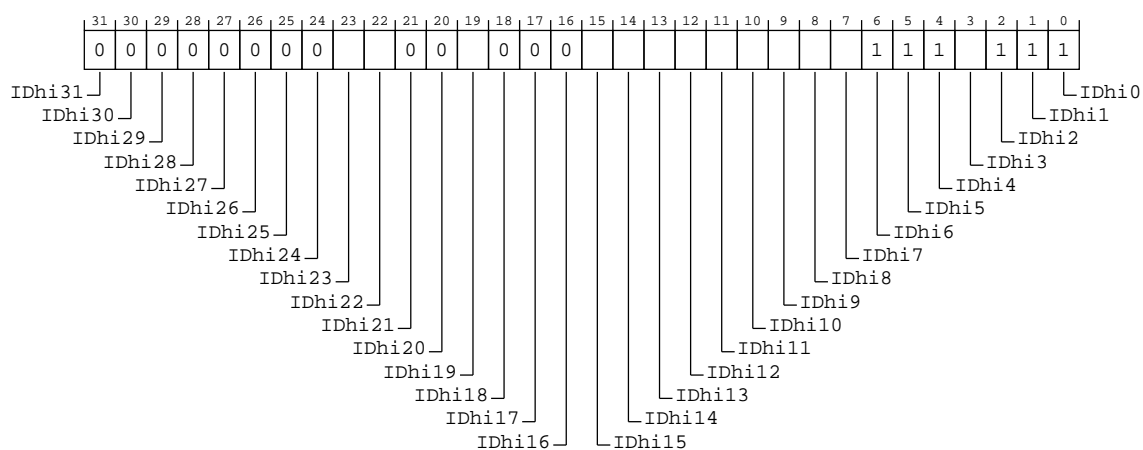 31 30 29 28 27 26 25 24 23 22 21 20 19 18 17 16 15 14 13 12 11 10 9 8 7 6 5 4 3 2 1 0
0 0 0 0 0 0 0 0 0 0 0 0 0 1 1 1 1 1 1
IDhi31 IDhi0
IDhi30 IDhi1
IDhi29 IDhi2
IDhi28 IDhi3
IDhi27 IDhi4
IDhi26 IDhi5
IDhi25 IDhi6
IDhi24 IDhi7
IDhi23 IDhi8
IDhi22 IDhi9
IDhi21 IDhi10
IDhi20 IDhi11
IDhi19 IDhi12
IDhi18 IDhi13
IDhi17 IDhi14
IDhi16 IDhi15